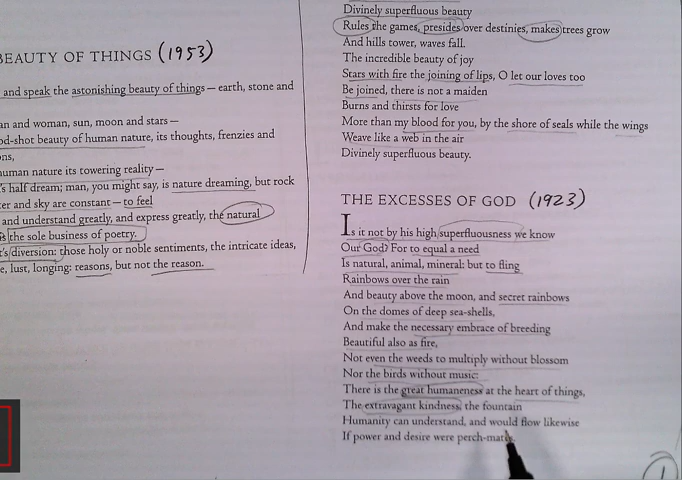 BEAUTY OF THINGS (1953)
and speak the astonishing beauty of things — earth, stone and
an and woman, sun, moon and stars —
od-shot beauty of human nature, its thoughts, frenzies and
ns,
uman nature its towering reality —
's half dream; man, you might say, is nature dreaming, but rock
er and sky are constant — to feel
and understand greatly, and express greatly, the natural
is the sole business of poetry.
t's diversion: those holy or noble sentiments, the intricate ideas,
e, lust, longing: reasons, but not the reason.
Divinely superfluous beauty
Rules the games, presides over destinies, makes trees grow
And hills tower, waves fall.
The incredible beauty of joy
Stars with fire the joining of lips, O let our loves too
Be joined, there is not a maiden
Burns and thirsts for love
More than my blood for you, by the shore of seals while the wings
Weave like a web in the air
Divinely superfluous beauty.
THE EXCESSES OF GOD (1923)
Is it not by his high superfluousness we know
Our God? For to equal a need
Is natural, animal, mineral: but to fling
Rainbows over the rain
And beauty above the moon, and secret rainbows
On the domes of deep sea-shells,
And make the necessary embrace of breeding
Beautiful also as fire,
Not even the weeds to multiply without blossom
Nor the birds without music:
There is the great humaneness at the heart of things,
The extravagant kindness, the fountain
Humanity can understand, and would flow likewise
If power and desire were perch-mates.
1